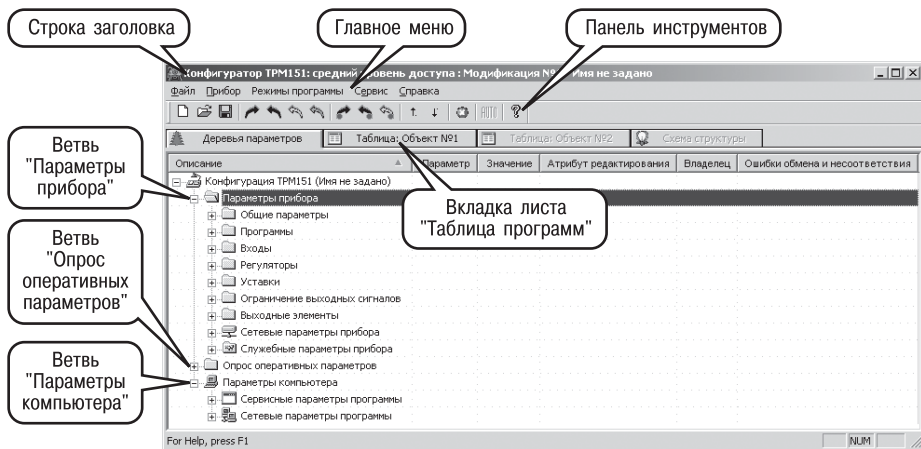 Строка заголовка
Главное меню
Панель инструментов
Конфигуратор ТРМ151: средний уровень доступа : Модификация Имя не задано
Файл Прибор Режимы программы Сервис Справка
AUTO
Деревья параметров
Таблица: Объект №1
Таблица: Объект №2
Схема структуры
Описание
Параметр
Значение
Атрибут редактирования
Владелец
Ошибки обмена и несоответствия
Ветвь
"Параметры
прибора"
Конфигурация ТРМ151 (Имя не задано)
Параметры прибора
Общие параметры
Программы
Входы
Регуляторы
Уставки
Ограничение выходных сигналов
Выходные элементы
Сетевые параметры прибора
Служебные параметры прибора
Опрос оперативных параметров
Параметры компьютера
Сервисные параметры программы
Сетевые параметры программы
Вкладка листа
"Таблица программ"
Ветвь
"Опрос
оперативных
параметров"
Ветвь
"Параметры
компьютера"
For Help, press F1
NUM